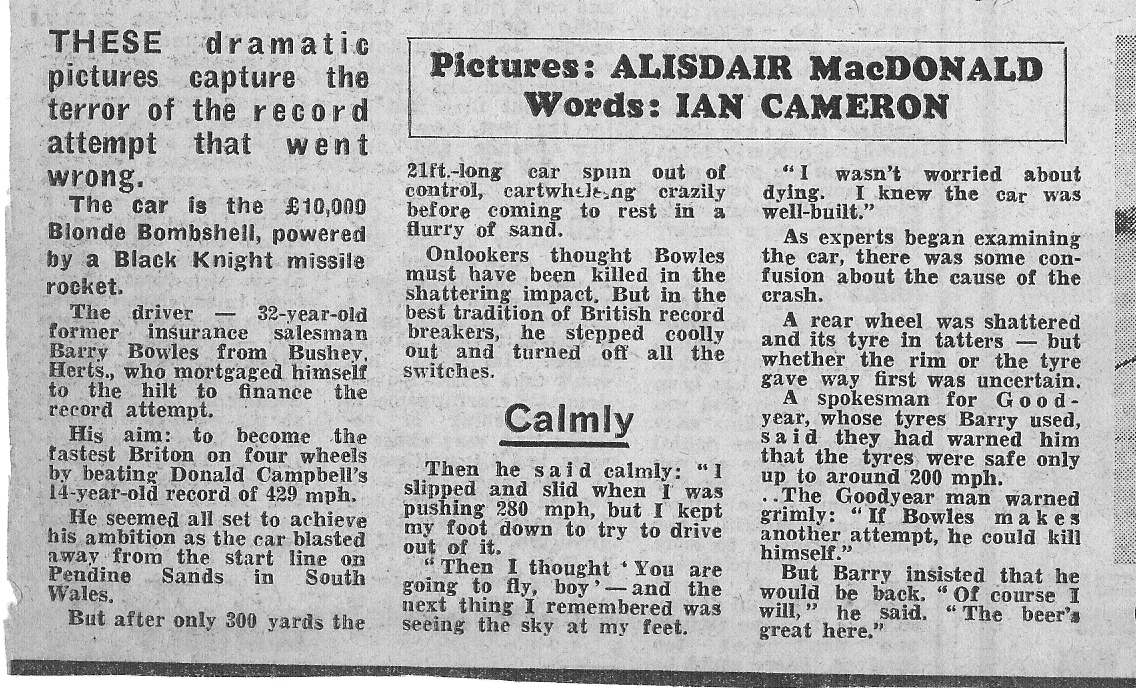 THESE dramatic
pictures capture the
terror of the record
attempt that went
wrong.
The car is the £10,000
Blonde Bombshell, powered
by a Black Knight missile
rocket.
The driver — 32-year-old
former insurance salesman
Barry Bowles from Bushey,
Herts., who mortgaged himself
to the hilt to finance the
record attempt.
His aim: to become the
fastest Briton on four wheels
by beating Donald Campbell's
14-year-old record of 429 mph.
He seemed all set to achieve
his ambition as the car blasted
away from the start line on
Pendine Sands in South
Wales.
But after only 300 yards the
Pictures: ALISDAIR MacDONALD
Words: IAN CAMERON
21ft.-long car spun out of
control, crazily
before coming to rest in a
flurry of sand.
Onlookers thought Bowles
must have been killed in the
shattering impact. But in the
best tradition of British record
breakers, he stepped coolly
out and turned off all the
switches.
Calmly
Then he said calmly: "I
slipped and slid when I was
pushing 280 mph, but I kept
my foot down to try to drive
out of it.
"Then I thought 'You are
going to fly, boy'—and the
next thing I remembered was
seeing the sky at my feet.
"I wasn't worried about
dying. I knew the car was
well-built."
As experts began examining
the car, there was some con-
fusion about the cause of the
crash.
A rear wheel was shattered
and its tyre in tatters — but
whether the rim or the tyre
gave way first was uncertain.
A spokesman for Good-
year, whose tyres Barry used,
said they had warned him
that the tyres were safe only
up to around 200 mph.
..The Goodyear man warned
grimly: "If Bowles makes
another attempt, he could kill
himself."
But Barry insisted that he
would be back. "Of course I
will," he said. "The beer's
great here."